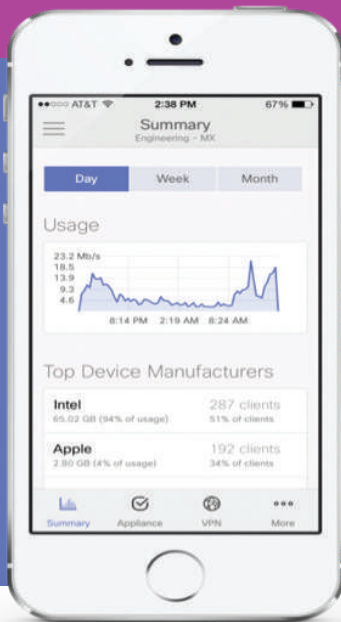 AT&T 2:38 PM 67%
Summary
Engineering - MX
Day Week Month
Usage
23.2 Mb/s
18.5
13.9
9.3
4.6
8:14 PM 2:19 AM 8:24 AM
Top Device Manufacturers
Intel 287 clients
65.02 GB (94% of usage) 51% of clients
Apple 192 clients
2.80 GB (4% of usage) 34% of clients
Summary Appliance VPN More